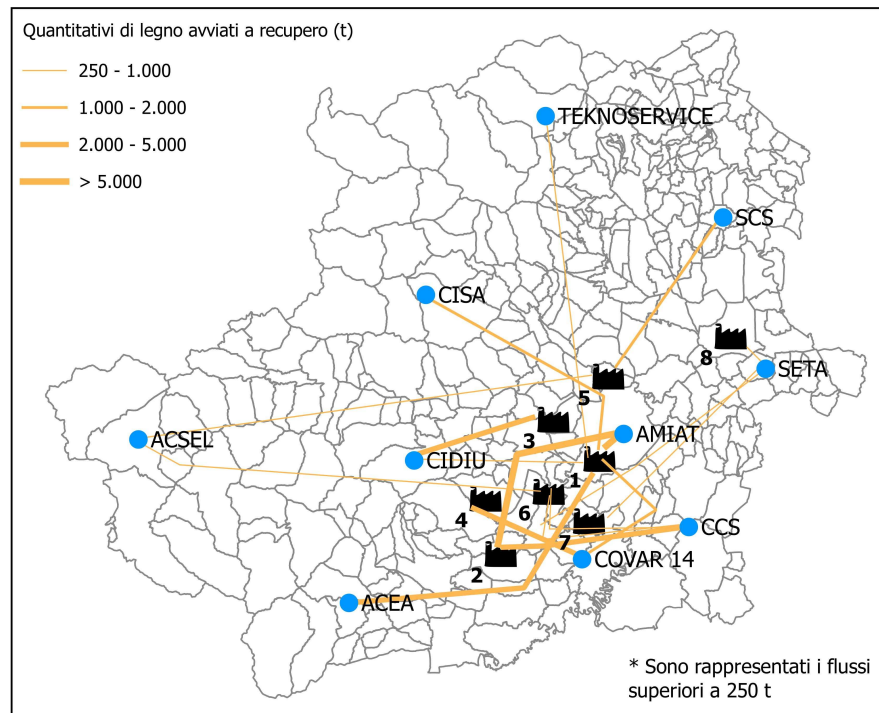 Quantitativi di legno avviati a recupero (t)
250 - 1.000
1.000 - 2.000
2.000 - 5.000
> 5.000
TEKNOSERVICE
SCS
CISA
8
SETA
5
3
AMIAT
ACSEL
CIDIU
1
4
6
7
CCS
2
COVAR 14
ACEA
* Sono rappresentati i flussi
superiori a 250 t